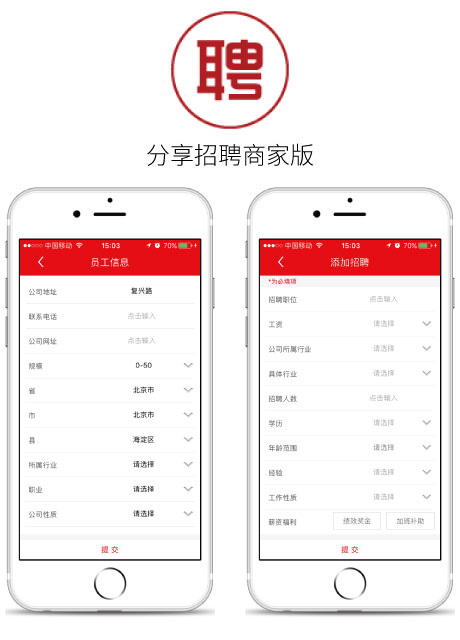 聘
分享招聘商家版
中国移动 15:03 70%
员工信息
公司地址 复兴路
联系电话 点击输入
公司网址 点击输入
规模 0-50
省 北京市
市 北京市
县 海淀区
所属行业 请选择
职业 请选择
公司性质 请选择
提交
中国移动 15:03 70%
添加招聘
*为必填项
招聘职位 点击输入
工资 请选择
公司所属行业 请选择
具体行业 请选择
招聘人数 点击输入
学历 请选择
年龄范围 请选择
经验 请选择
工作性质 请选择
薪资福利 绩效奖金 加班补助
提交